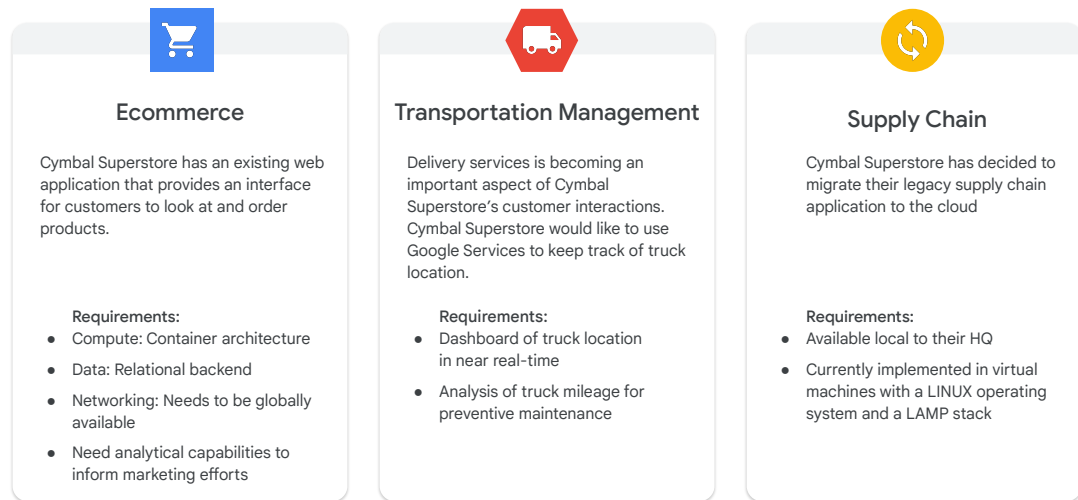 Ecommerce
Cymbal Superstore has an existing web
application that provides an interface
for customers to look at and order
products.
Requirements:
● Compute: Container architecture
● Data: Relational backend
● Networking: Needs to be globally
available
● Need analytical capabilities to
inform marketing efforts
Transportation Management
Delivery services is becoming an
important aspect of Cymbal
Superstore’s customer interactions.
Cymbal Superstore would like to use
Google Services to keep track of truck
location.
Requirements:
● Dashboard of truck location
in near real-time
● Analysis of truck mileage for
preventive maintenance
Supply Chain
Cymbal Superstore has decided to
migrate their legacy supply chain
application to the cloud
Requirements:
● Available local to their HQ
● Currently implemented in virtual
machines with a LINUX operating
system and a LAMP stack